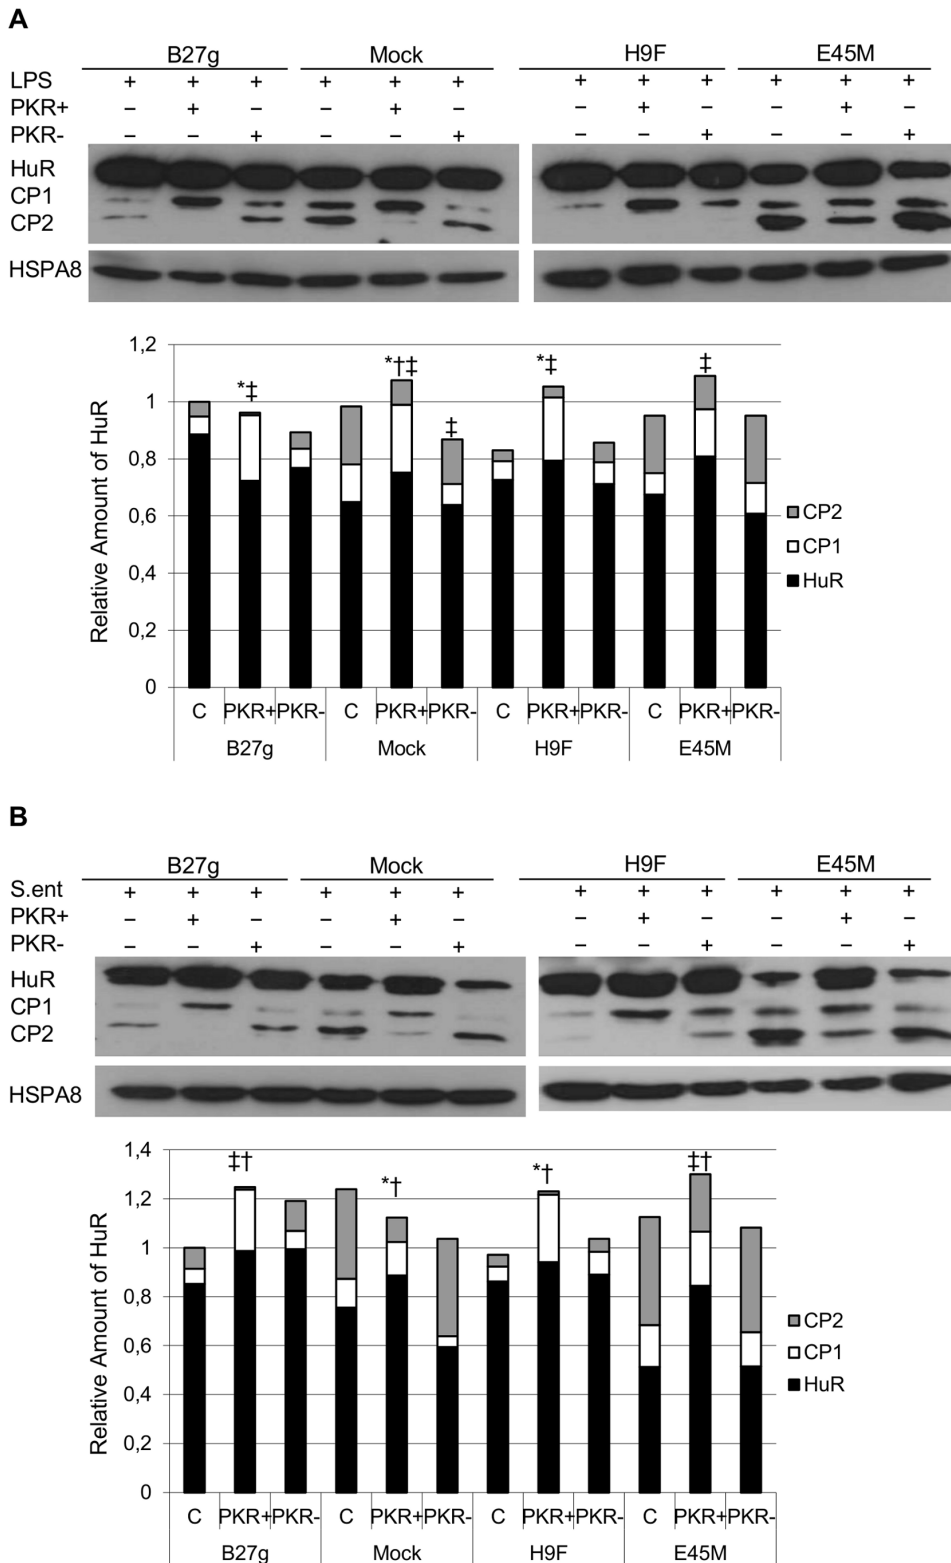 A
B27g Mock H9F E45M
LPS + + + + + + + + + + + +
PKR+ – + – – + – – + – – + –
PKR- – – + – – + – – + – – +
HuR
CP1
CP2
HSPA8
Relative Amount of HuR
1,2
1
0,8
0,6
0,4
0,2
0
*‡ *†‡ ‡ *‡ ‡
CP2
CP1
HuR
C PKR+ PKR- C PKR+ PKR- C PKR+ PKR- C PKR+ PKR-
B27g Mock H9F E45M
B
B27g Mock H9F E45M
S.ent + + + + + + + + + + + +
PKR+ – + – – + – – + – – + –
PKR- – – + – – + – – + – – +
HuR
CP1
CP2
HSPA8
Relative Amount of HuR
1,4
1,2
1
0,8
0,6
0,4
0,2
0
‡† *† *† ‡†
CP2
CP1
HuR
C PKR+ PKR- C PKR+ PKR- C PKR+ PKR- C PKR+ PKR-
B27g Mock H9F E45M